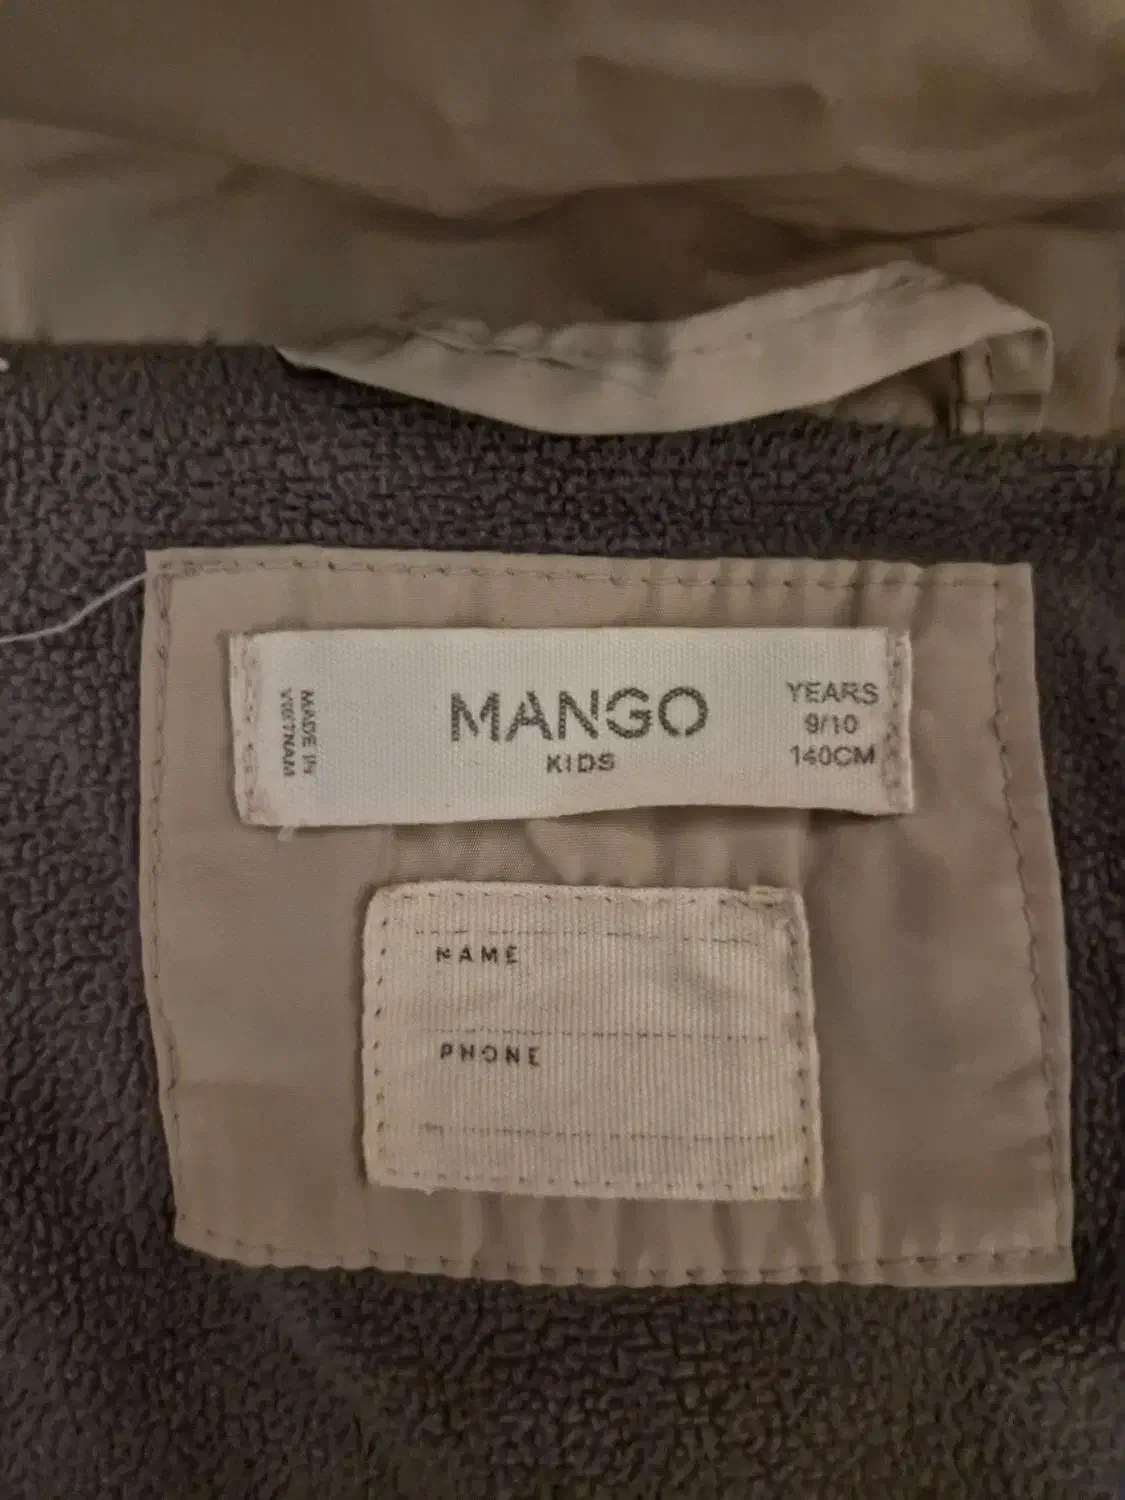 MADE IN
VIETNAM
MANGO
KIDS
YEARS
9/10
140CM
NAME
PHONE